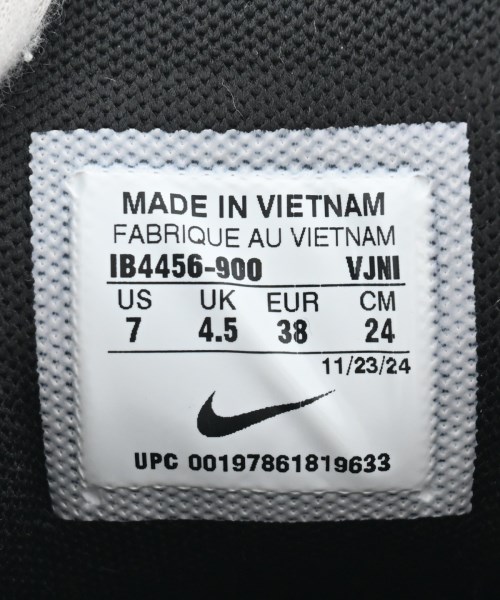 MADE IN VIETNAM
FABRIQUE AU VIETNAM
IB4456-900 VJNI
US UK EUR CM
7 4.5 38 24
11/23/24
UPC 00197861819633